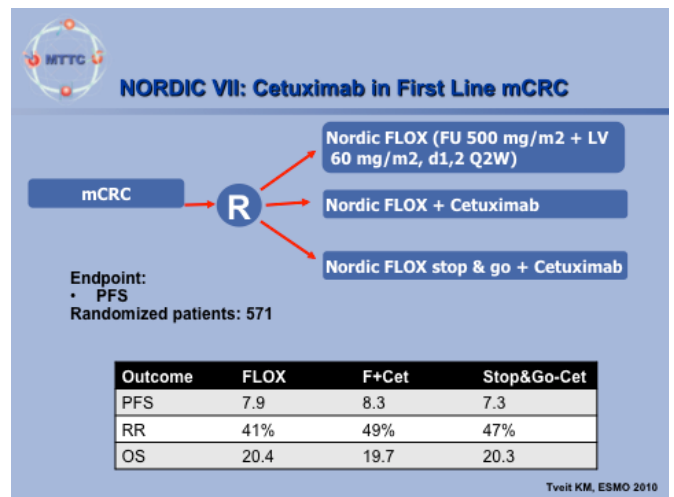 MTTC
NORDIC VII: Cetuximab in First Line mCRC
mCRC
R
Nordic FLOX (FU 500 mg/m2 + LV
60 mg/m2, d1,2 Q2W)
Nordic FLOX + Cetuximab
Nordic FLOX stop & go + Cetuximab
Endpoint:
• PFS
Randomized patients: 571
Outcome FLOX F+Cet Stop&Go-Cet
PFS 7.9 8.3 7.3
RR 41% 49% 47%
OS 20.4 19.7 20.3
Tveit KM, ESMO 2010